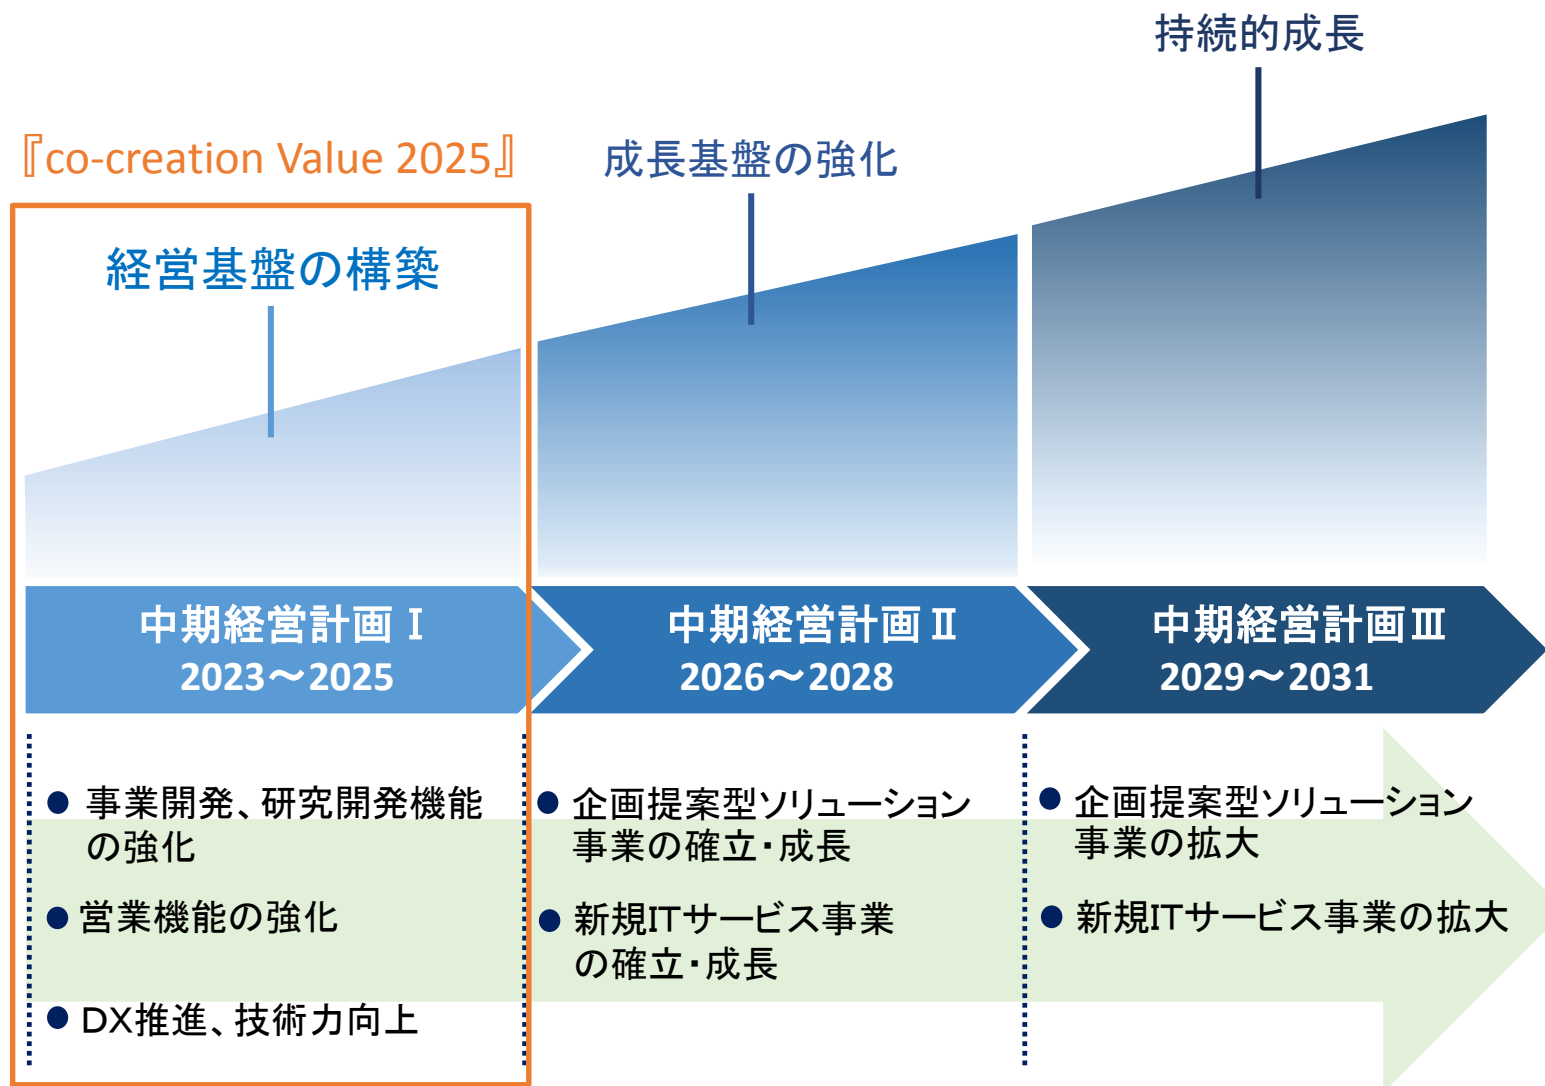 持続的成長
『co-creation Value 2025』
成長基盤の強化
経営基盤の構築
中期経営計画Ⅰ
2023～2025
中期経営計画Ⅱ
2026～2028
中期経営計画Ⅲ
2029～2031
● 事業開発、研究開発機能
の強化
● 営業機能の強化
● DX推進、技術力向上
● 企画提案型ソリューション
事業の確立・成長
● 新規ITサービス事業
の確立・成長
● 企画提案型ソリューション
事業の拡大
● 新規ITサービス事業の拡大